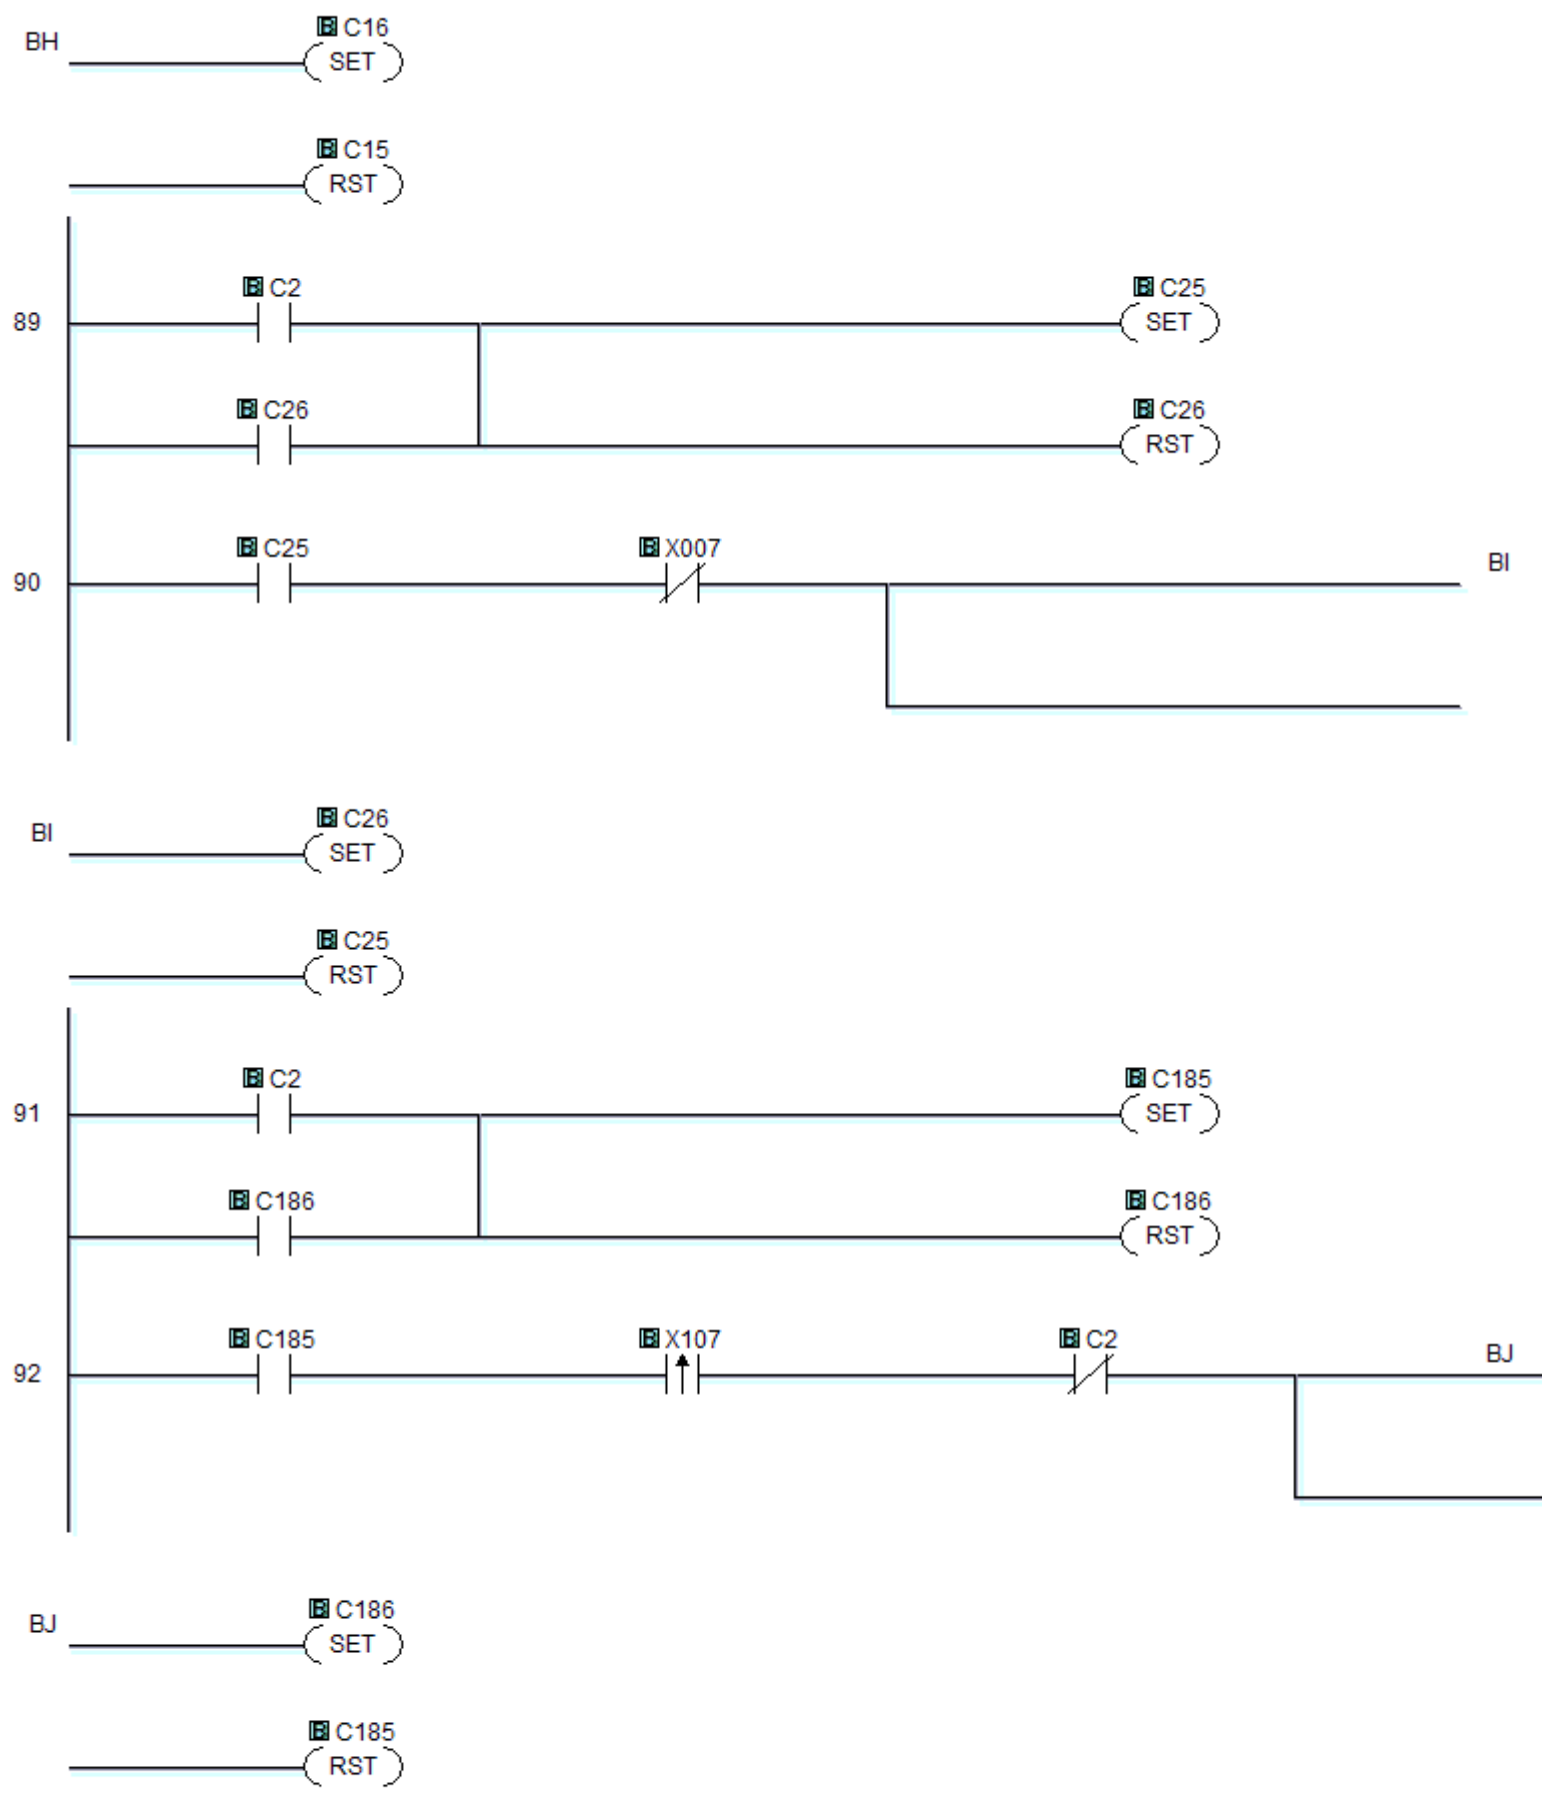 B C16
BH
SET
B C15
RST
B C2 B C25
89 SET
B C26 B C26
RST
B C25 B X007
90 BI
B C26
BI SET
B C25
RST
B C2 B C185
91 SET
B C186 B C186
RST
B C185 B X107 B C2
92 BJ
B C186
BJ SET
B C185
RST